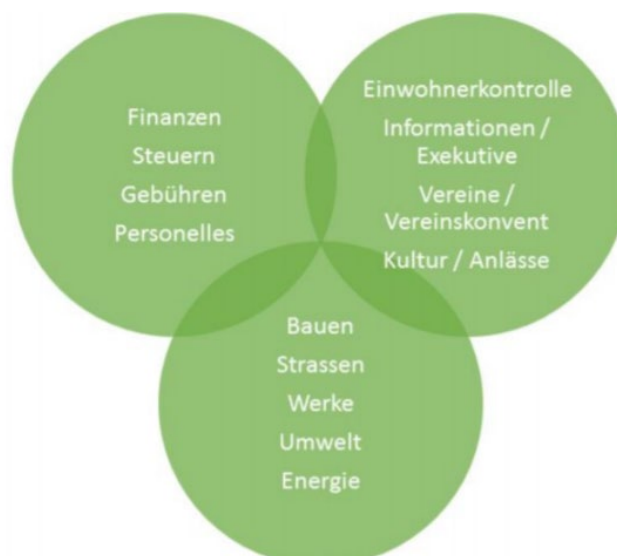 Finanzen
Steuern
Gebühren
Personelles
Einwohnerkontrolle
Informationen /
Exekutive
Vereine /
Vereinskonvent
Kultur / Anlässe
Bauen
Strassen
Werke
Umwelt
Energie